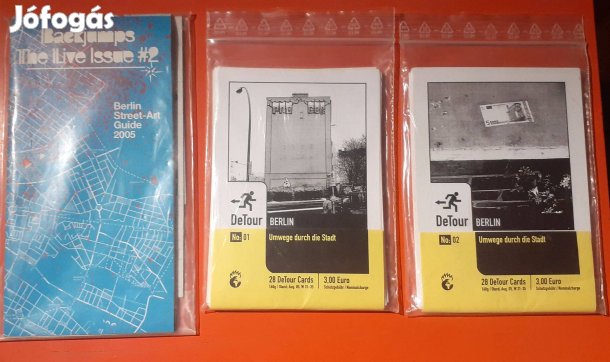 Jófogás
Backjumps
The Live Issue #2
Berlin
Street-Art
Guide
2005
DeTour
BERLIN
No: 01
Umwege durch die Stadt
28 DeTour Cards
3,00 Euro
DeTour
BERLIN
No: 02
Umwege durch die Stadt
28 DeTour Cards
3,00 Euro